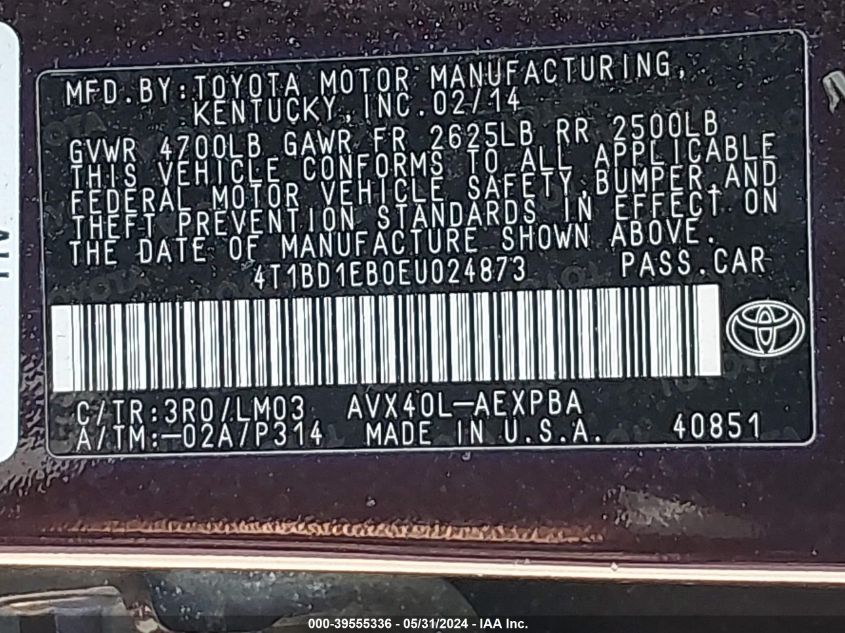 MFD.BY:TOYOTA MOTOR MANUFACTURING,
KENTUCKY,INC.02/14
GVWR 4700LB GAWR FR 2625LB RR 2500LB
THIS VEHICLE CONFORMS TO ALL APPLICABLE
FEDERAL MOTOR VEHICLE SAFETY,BUMPER,AND
THEFT PREVENTION STANDARDS IN EFFECT ON
THE DATE OF MANUFACTURE SHOWN ABOVE.
4T1BD1EB0EU024873 PASS.CAR
C/TR:3R0/LM03 AVX40L-AEXPBA
A/TM:-02A/P314 MADE IN U.S.A. 40851
000-39555336 - 05/31/2024 - IAA Inc.